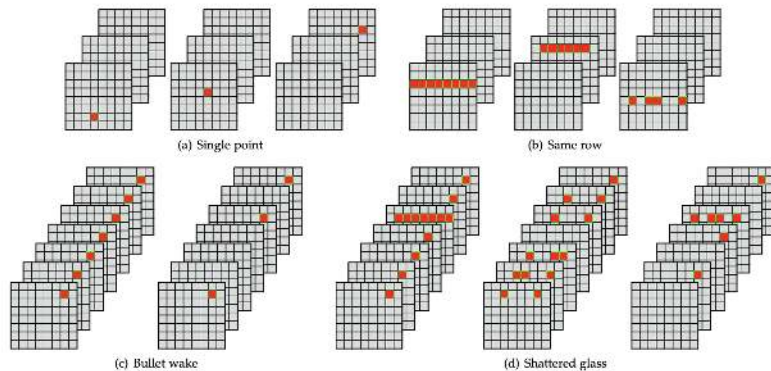 (a) Single point
(b) Same row
(c) Bullet wake
(d) Shattered glass